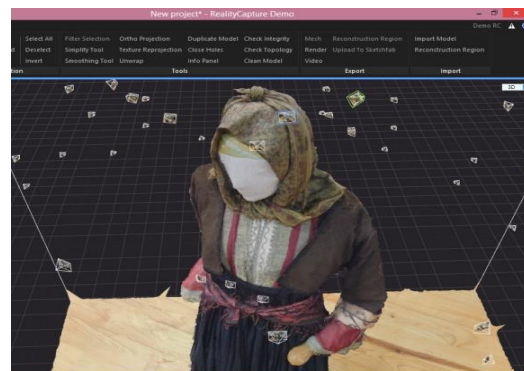 New project* - RealityCapture Demo
Demo RC
Select All Filter Selection Ortho Projection Duplicate Model Check Integrity Mesh Reconstruction Region Import Model
d Deselect Simplify Tool Texture Reprojection Close Holes Check Topology Render Upload To Sketchfab Reconstruction Region
Invert Smoothing Tool Unwrap Info Panel Clean Model Video
tion Tools Export Import
3D